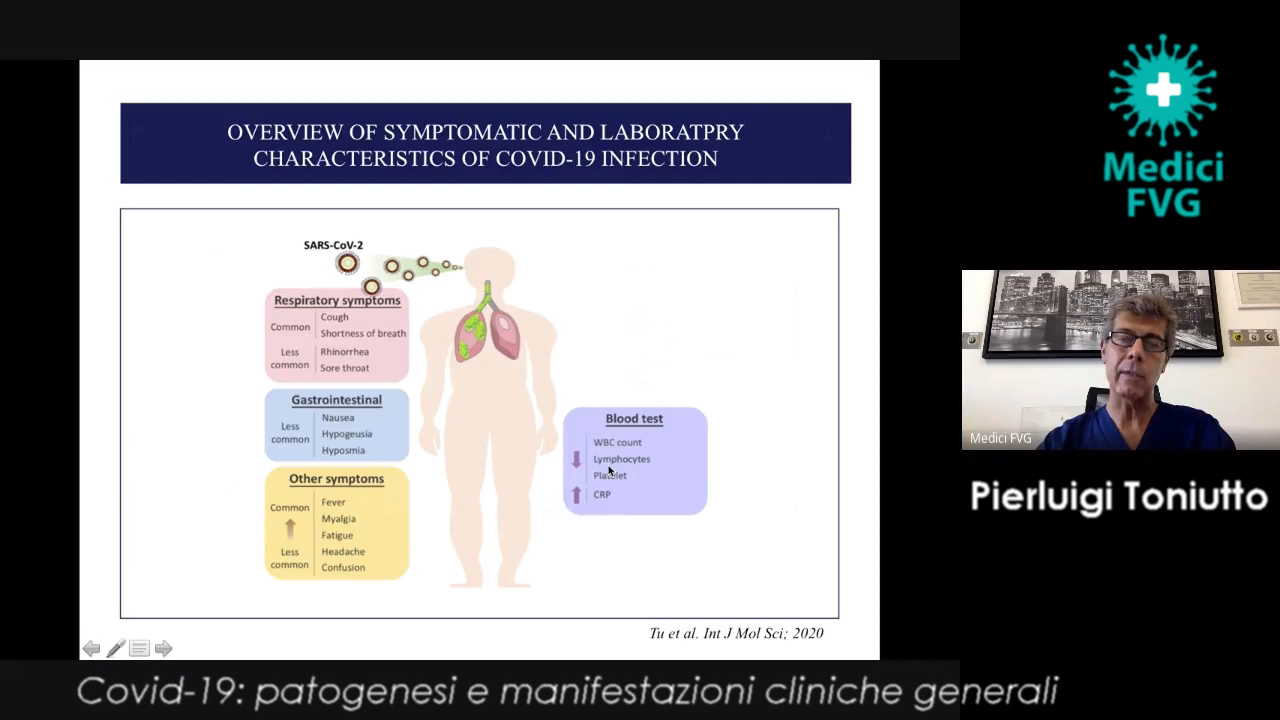 OVERVIEW OF SYMPTOMATIC AND LABORATPRY
CHARACTERISTICS OF COVID-19 INFECTION
SARS-CoV-2
Respiratory symptoms
Common
Cough
Shortness of breath
Less
common
Rhinorrhea
Sore throat
Gastrointestinal
Less
common
Nausea
Hypogeusia
Hyposmia
Other symptoms
Common
Less
common
Fever
Myalgia
Fatigue
Headache
Confusion
Blood test
WBC count
Lymphocytes
Platelet
CRP
Tu et al. Int J Mol Sci; 2020
Medici
FVG
Medici FVG
Pierluigi Toniutto
Covid-19: patogenesi e manifestazioni cliniche generali